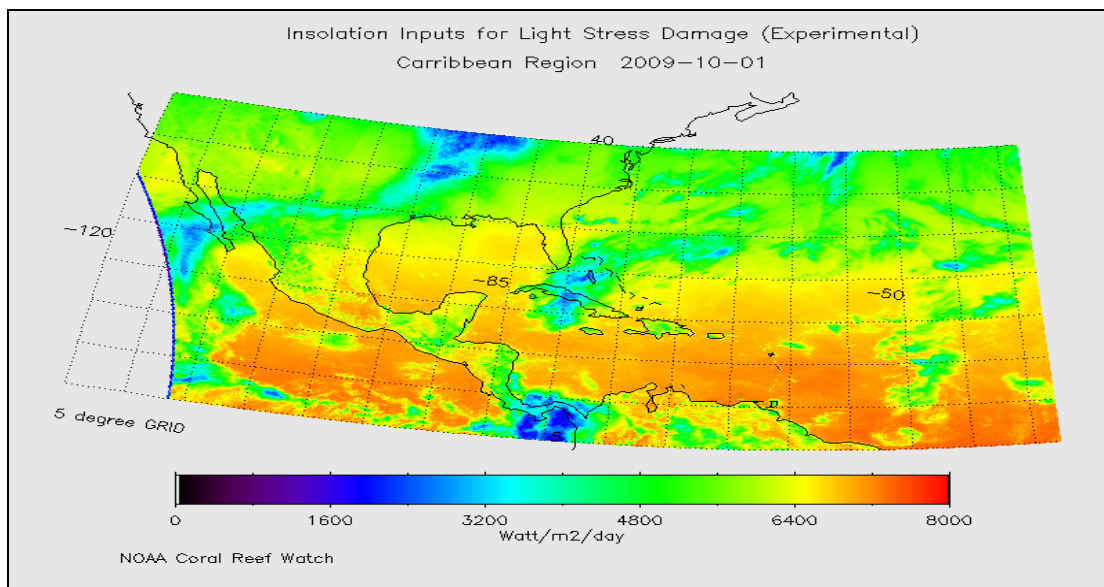 Insolation Inputs for Light Stress Damage (Experimental)
Carribbean Region 2009-10-01
40
-120
-85
-50
5
5 degree GRID
0 1600 3200 4800 6400 8000
Watt/m2/day
NOAA Coral Reef Watch